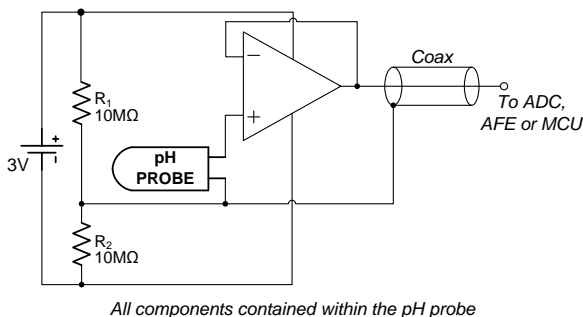 Coax
R1
10MΩ
+
-
3V
−
+
pH
PROBE
To ADC,
AFE or MCU
R2
10MΩ
All components contained within the pH probe